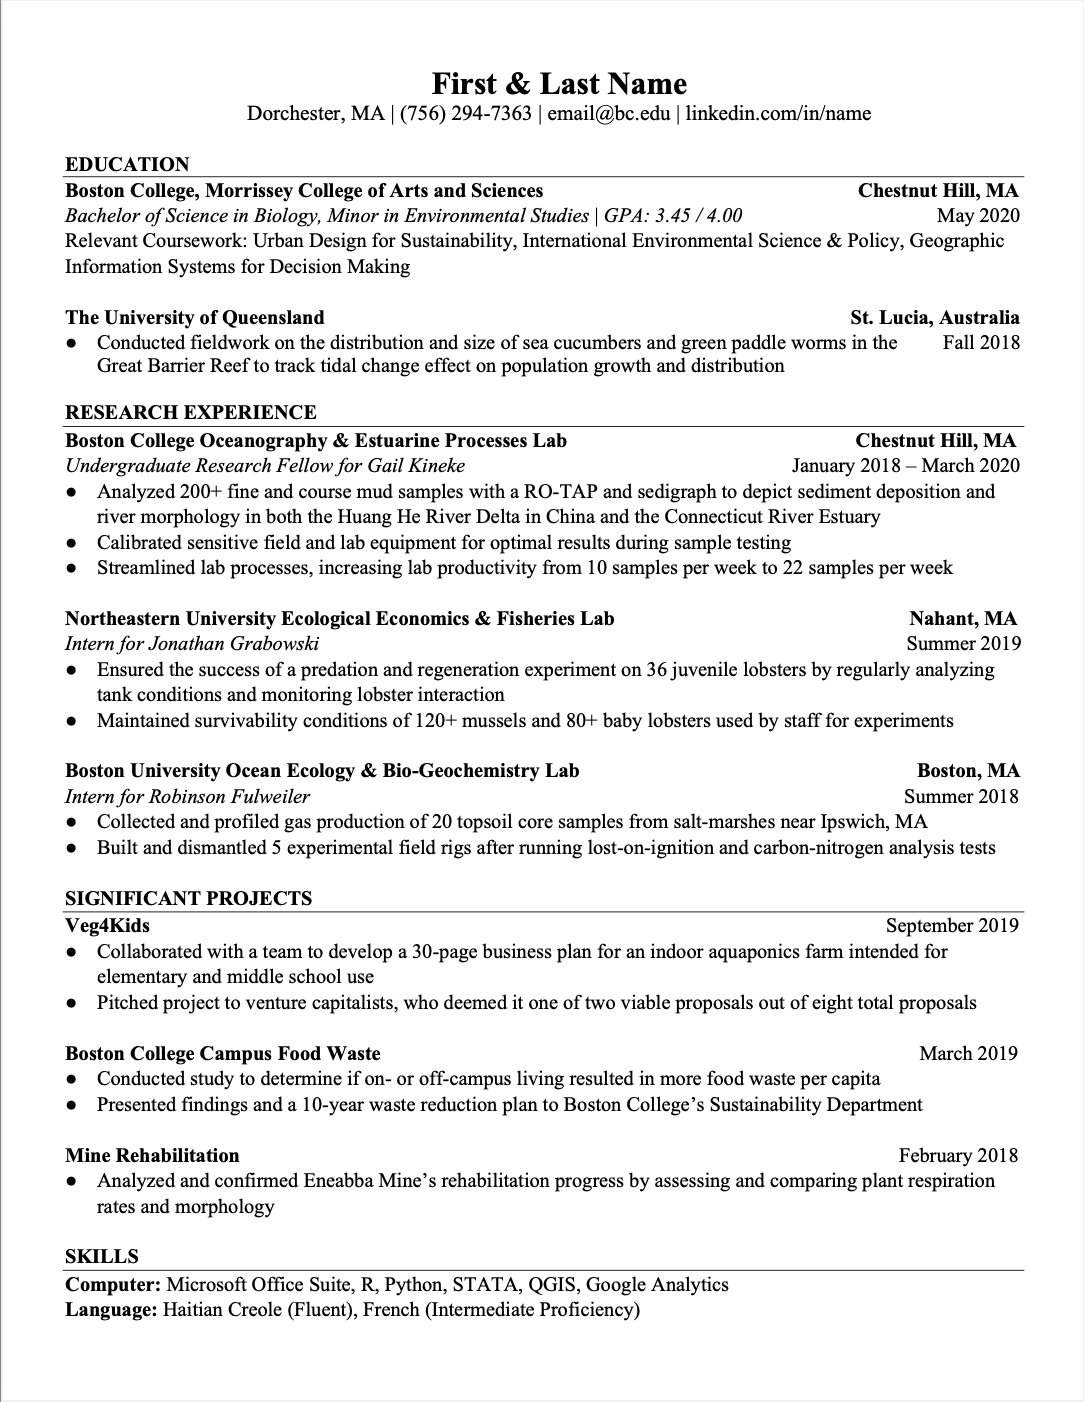 First & Last Name
Dorchester, MA | (756) 294-7363 | email@bc.edu | linkedin.com/in/name
EDUCATION
Boston College, Morrissey College of Arts and Sciences Chestnut Hill, MA
Bachelor of Science in Biology, Minor in Environmental Studies | GPA: 3.45 / 4.00 May 2020
Relevant Coursework: Urban Design for Sustainability, International Environmental Science & Policy, Geographic
Information Systems for Decision Making
The University of Queensland St. Lucia, Australia
● Conducted fieldwork on the distribution and size of sea cucumbers and green paddle worms in the Fall 2018
Great Barrier Reef to track tidal change effect on population growth and distribution
RESEARCH EXPERIENCE
Boston College Oceanography & Estuarine Processes Lab Chestnut Hill, MA
Undergraduate Research Fellow for Gail Kineke January 2018 – March 2020
● Analyzed 200+ fine and course mud samples with a RO-TAP and sedigraph to depict sediment deposition and
river morphology in both the Huang He River Delta in China and the Connecticut River Estuary
● Calibrated sensitive field and lab equipment for optimal results during sample testing
● Streamlined lab processes, increasing lab productivity from 10 samples per week to 22 samples per week
Northeastern University Ecological Economics & Fisheries Lab Nahant, MA
Intern for Jonathan Grabowski Summer 2019
● Ensured the success of a predation and regeneration experiment on 36 juvenile lobsters by regularly analyzing
tank conditions and monitoring lobster interaction
● Maintained survivability conditions of 120+ mussels and 80+ baby lobsters used by staff for experiments
Boston University Ocean Ecology & Bio-Geochemistry Lab Boston, MA
Intern for Robinson Fulweiler Summer 2018
● Collected and profiled gas production of 20 topsoil core samples from salt-marshes near Ipswich, MA
● Built and dismantled 5 experimental field rigs after running lost-on-ignition and carbon-nitrogen analysis tests
SIGNIFICANT PROJECTS
Veg4Kids September 2019
● Collaborated with a team to develop a 30-page business plan for an indoor aquaponics farm intended for
elementary and middle school use
● Pitched project to venture capitalists, who deemed it one of two viable proposals out of eight total proposals
Boston College Campus Food Waste March 2019
● Conducted study to determine if on- or off-campus living resulted in more food waste per capita
● Presented findings and a 10-year waste reduction plan to Boston College’s Sustainability Department
Mine Rehabilitation February 2018
● Analyzed and confirmed Eneabba Mine’s rehabilitation progress by assessing and comparing plant respiration
rates and morphology
SKILLS
Computer: Microsoft Office Suite, R, Python, STATA, QGIS, Google Analytics
Language: Haitian Creole (Fluent), French (Intermediate Proficiency)